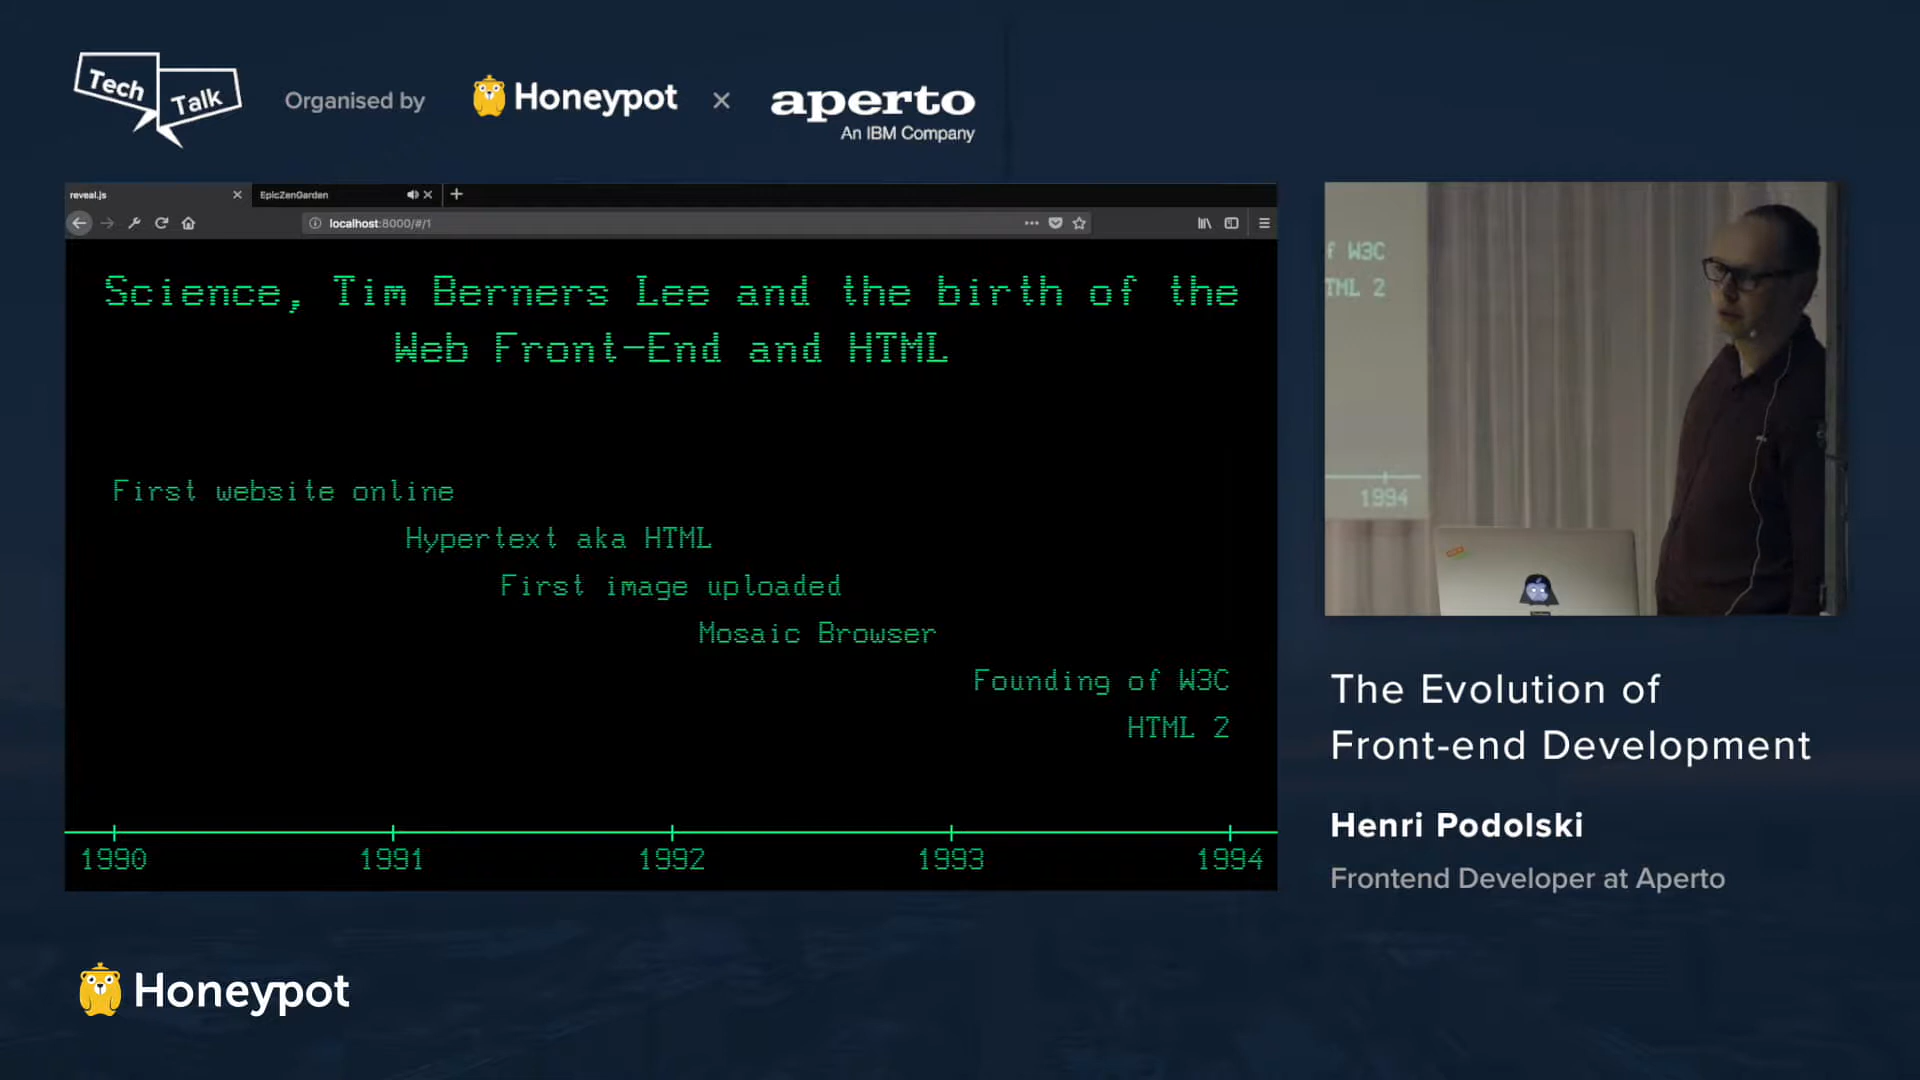 Tech
Talk
Organised by
Honeypot
×
aperto
An IBM Company
reveal.js
EpicZenGarden
localhost:8000/#/1
Science, Tim Berners Lee and the birth of the
Web Front-End and HTML
First website online
Hypertext aka HTML
First image uploaded
Mosaic Browser
Founding of W3C
HTML 2
1990
1991
1992
1993
1994
f W3C
TML 2
1994
The Evolution of
Front-end Development
Henri Podolski
Frontend Developer at Aperto
Honeypot